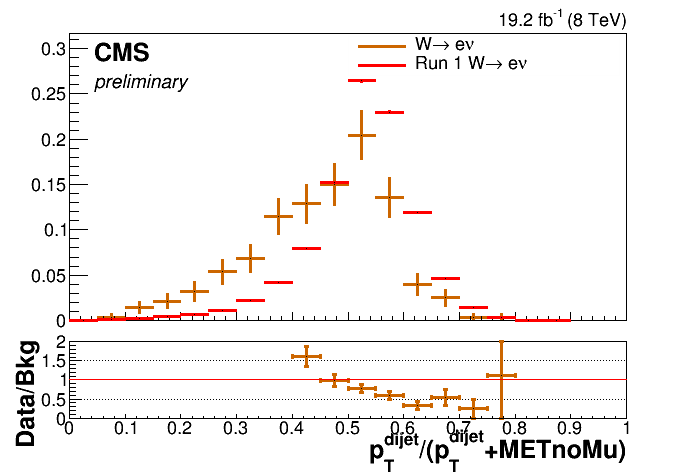 19.2 fb⁻¹ (8 TeV)
CMS
preliminary
W→ eν
Run 1 W→ eν
0.3
0.25
0.2
0.15
0.1
0.05
0
Data/Bkg
2
1.5
1
0.5
0
0 0.1 0.2 0.3 0.4 0.5 0.6 0.7 0.8 0.9 1
p_T^dijet/(p_T^dijet+METnoMu)